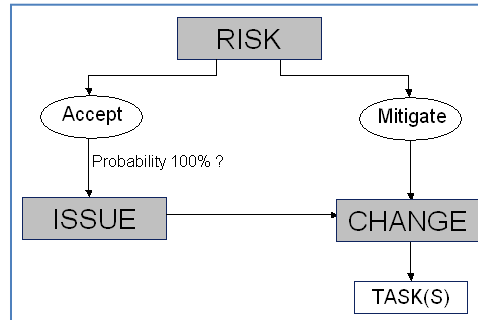 RISK
Accept
Mitigate
Probability 100% ?
ISSUE
CHANGE
TASK(S)